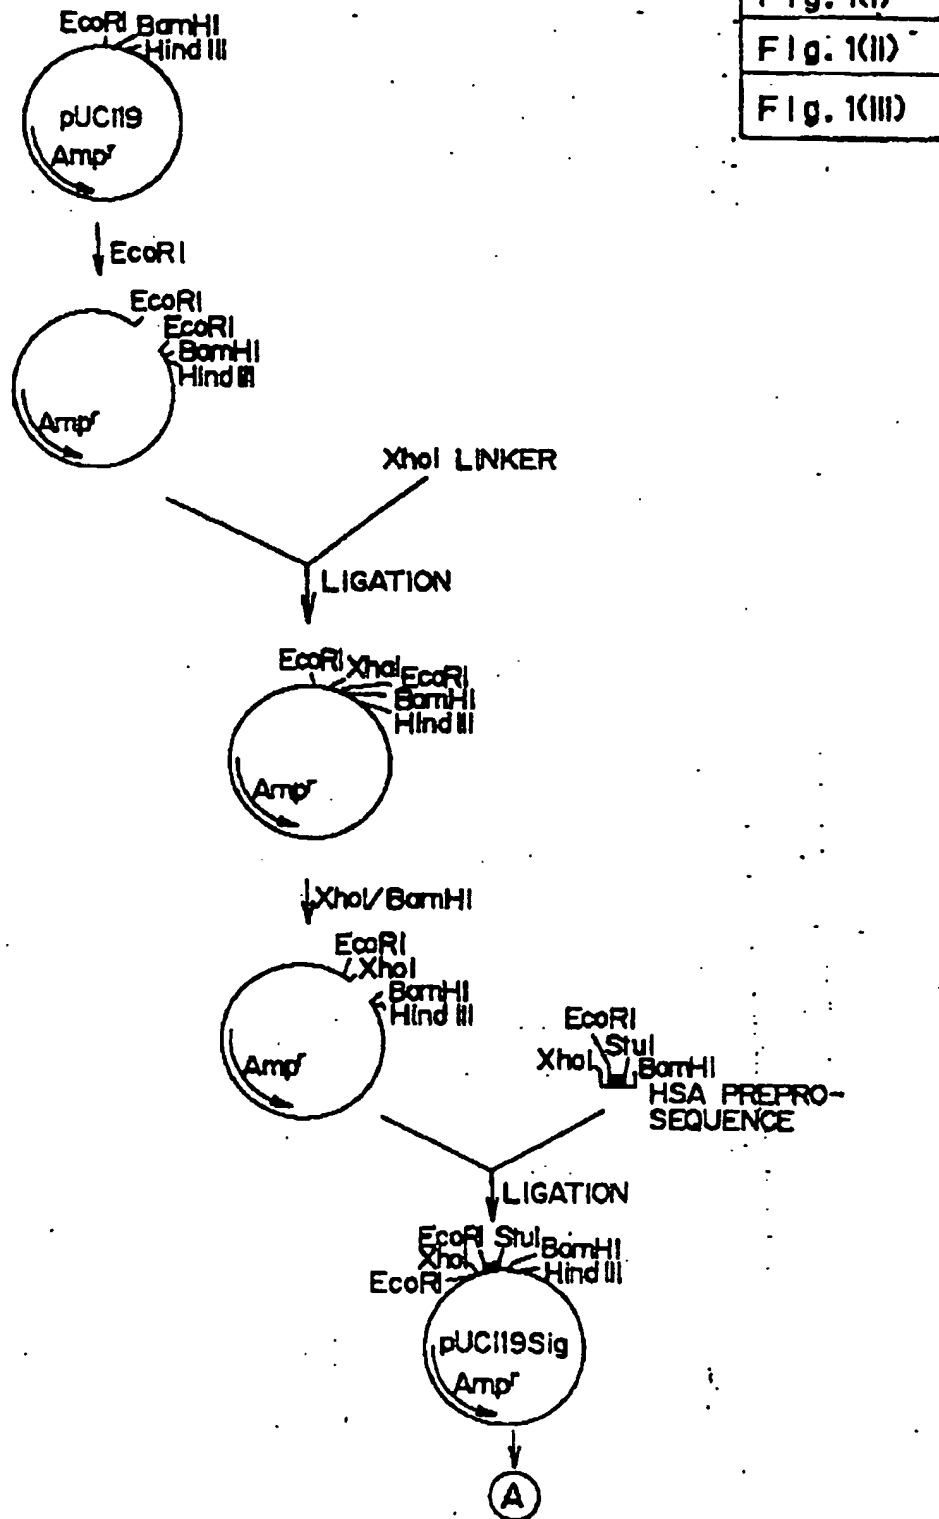 Fig. 1(I)
Fig. 1(II)
Fig. 1(III)
EcoRI BamHI
Hind III
pUC119
Ampr
EcoRI
EcoRI
EcoRI
BamHI
Hind III
Ampr
XhoI LINKER
LIGATION
EcoRI XhoI EcoRI
BamHI
Hind III
Ampr
XhoI/BamHI
EcoRI
XhoI
BamHI
Hind III
Ampr
EcoRI
StuI
XhoI BamHI
HSA PREPRO-
SEQUENCE
LIGATION
EcoRI StuI
XhoI BamHI
EcoRI Hind III
pUC119Sig
Ampr
A